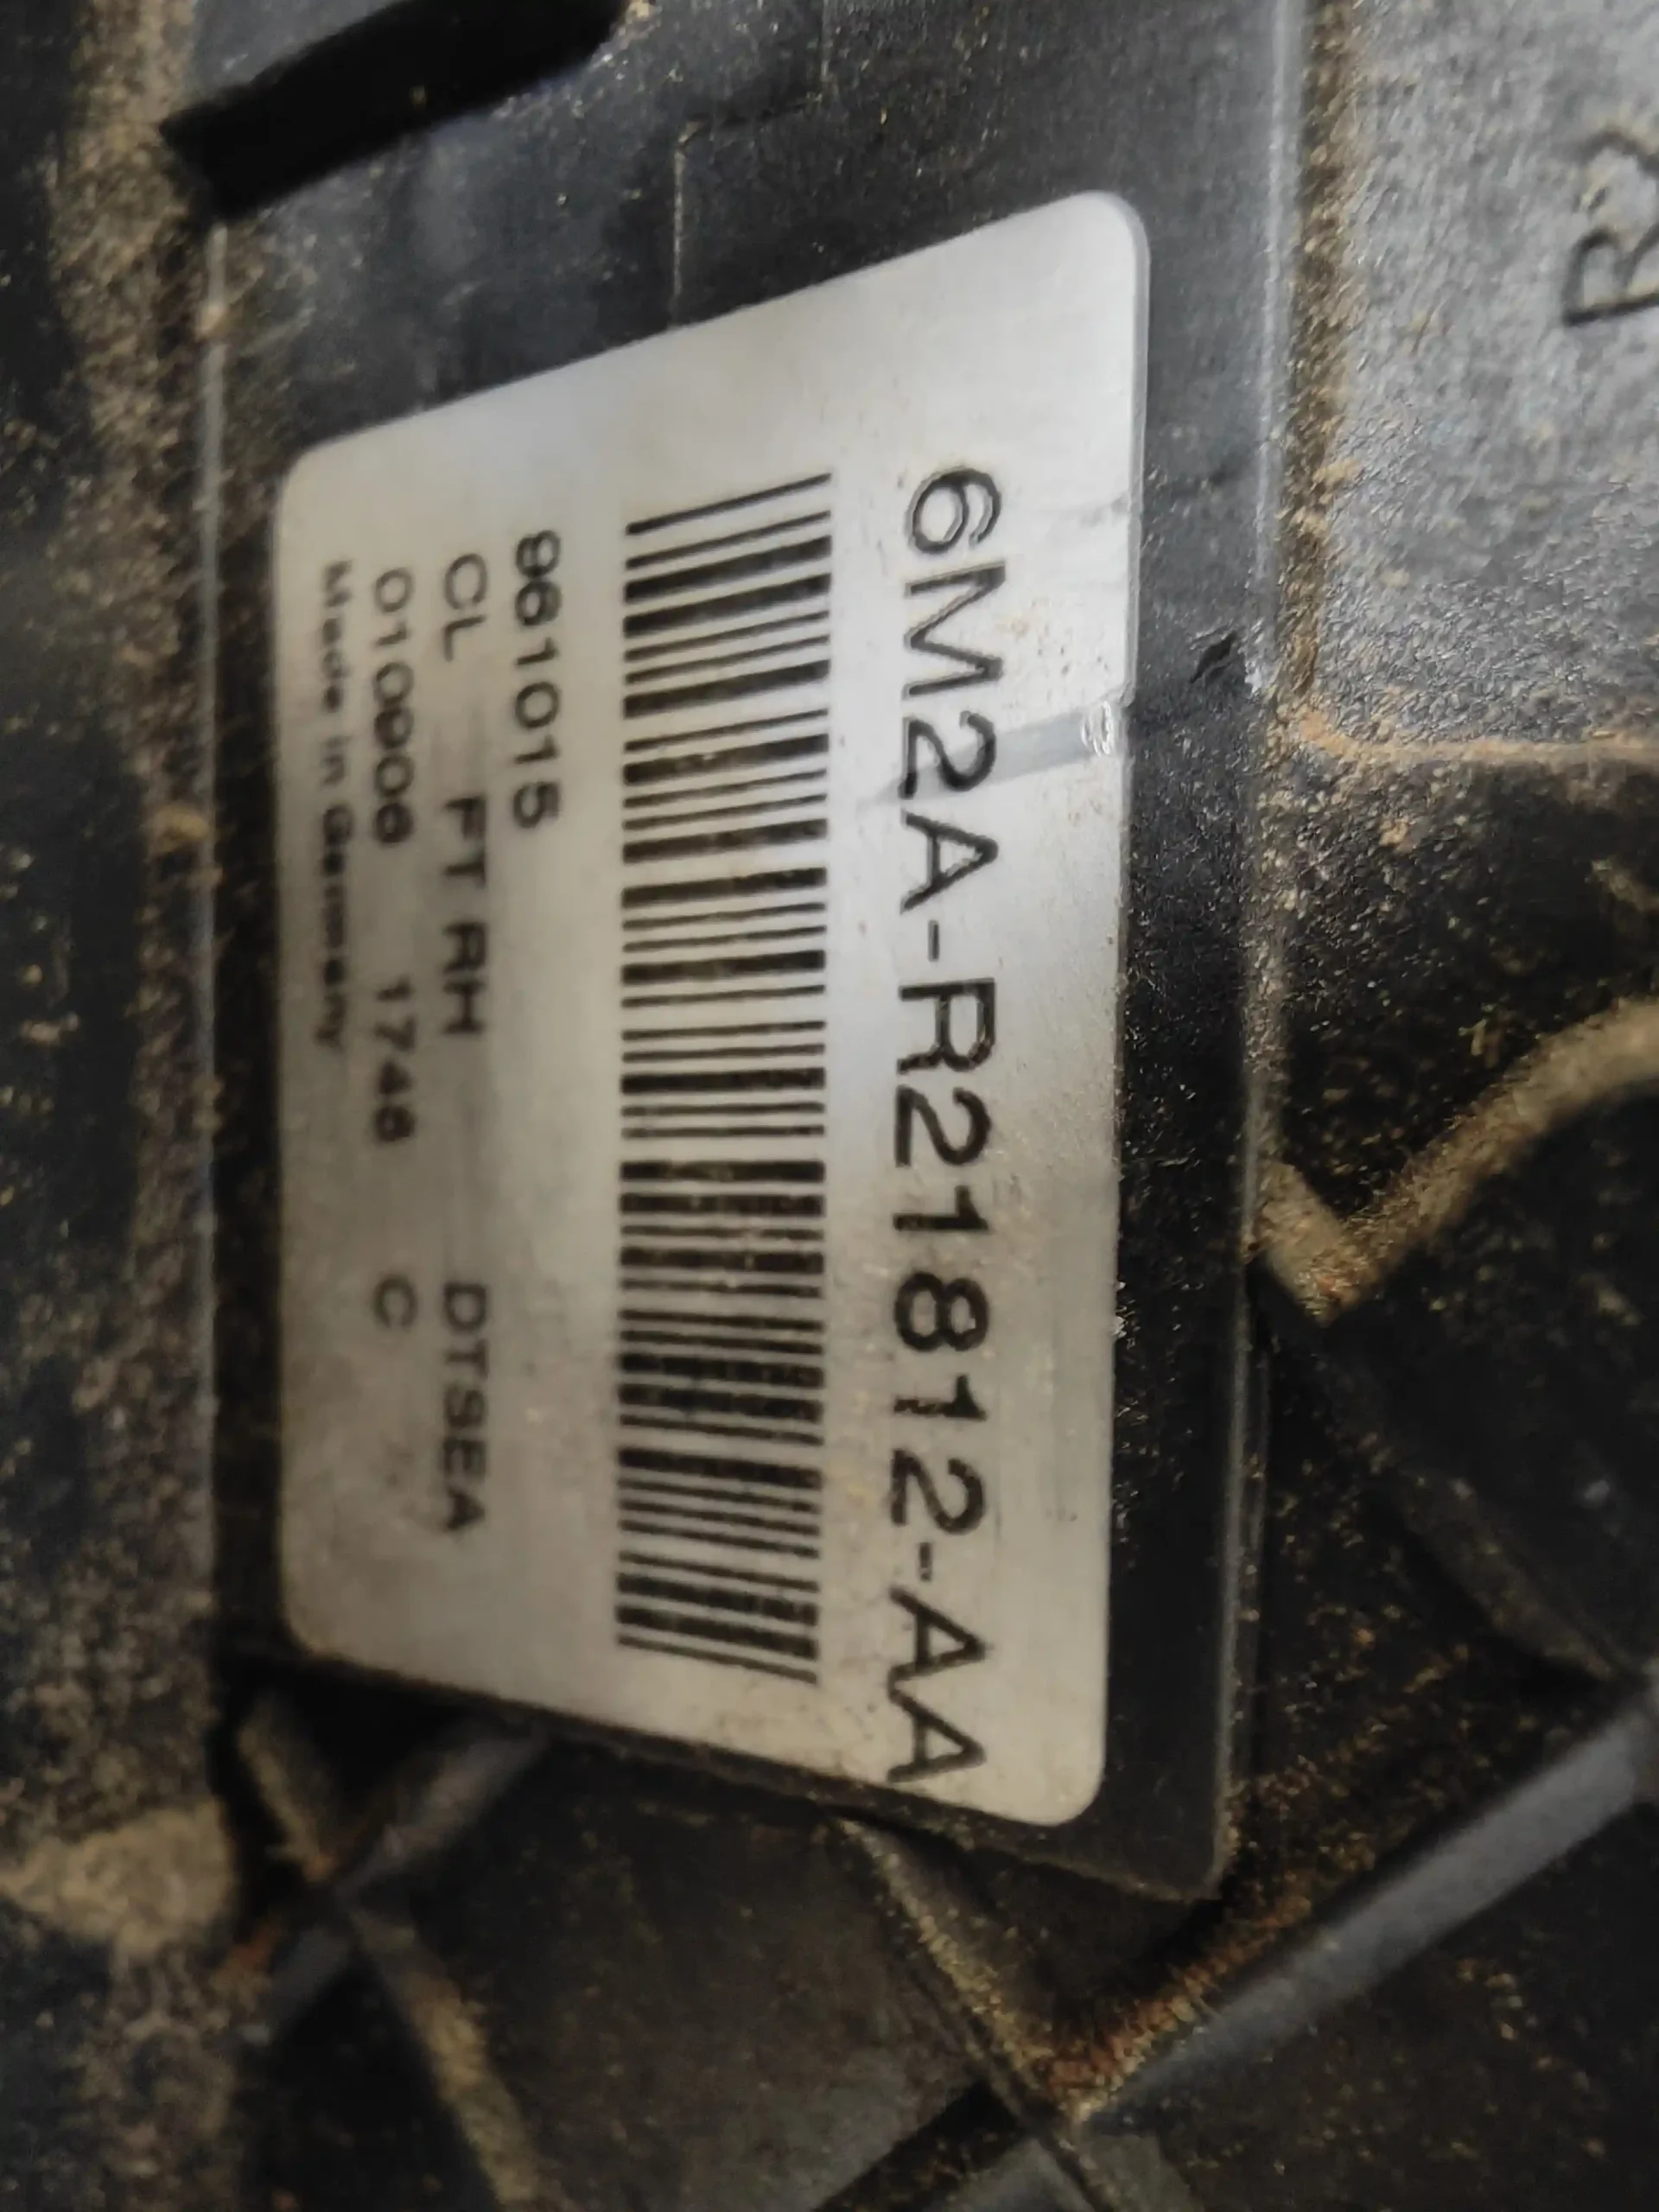 6M2A-R21812-AA
961015
CL FT RH DTSEA
010906 1746 C
Made in Germany